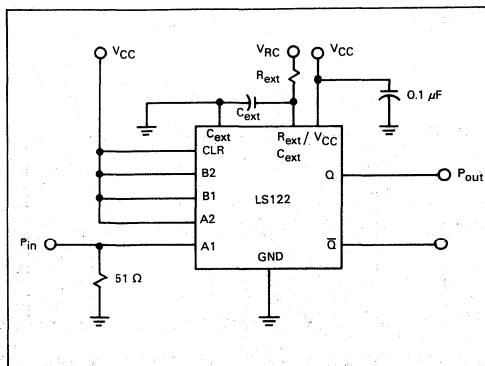 VCC
VRC
VCC
Rext
0.1 µF
Cext
Cext
Rext/
Cext
VCC
CLR
B2
B1
A2
A1
LS122
Q
Pout
Q̅
GND
Pin
51 Ω